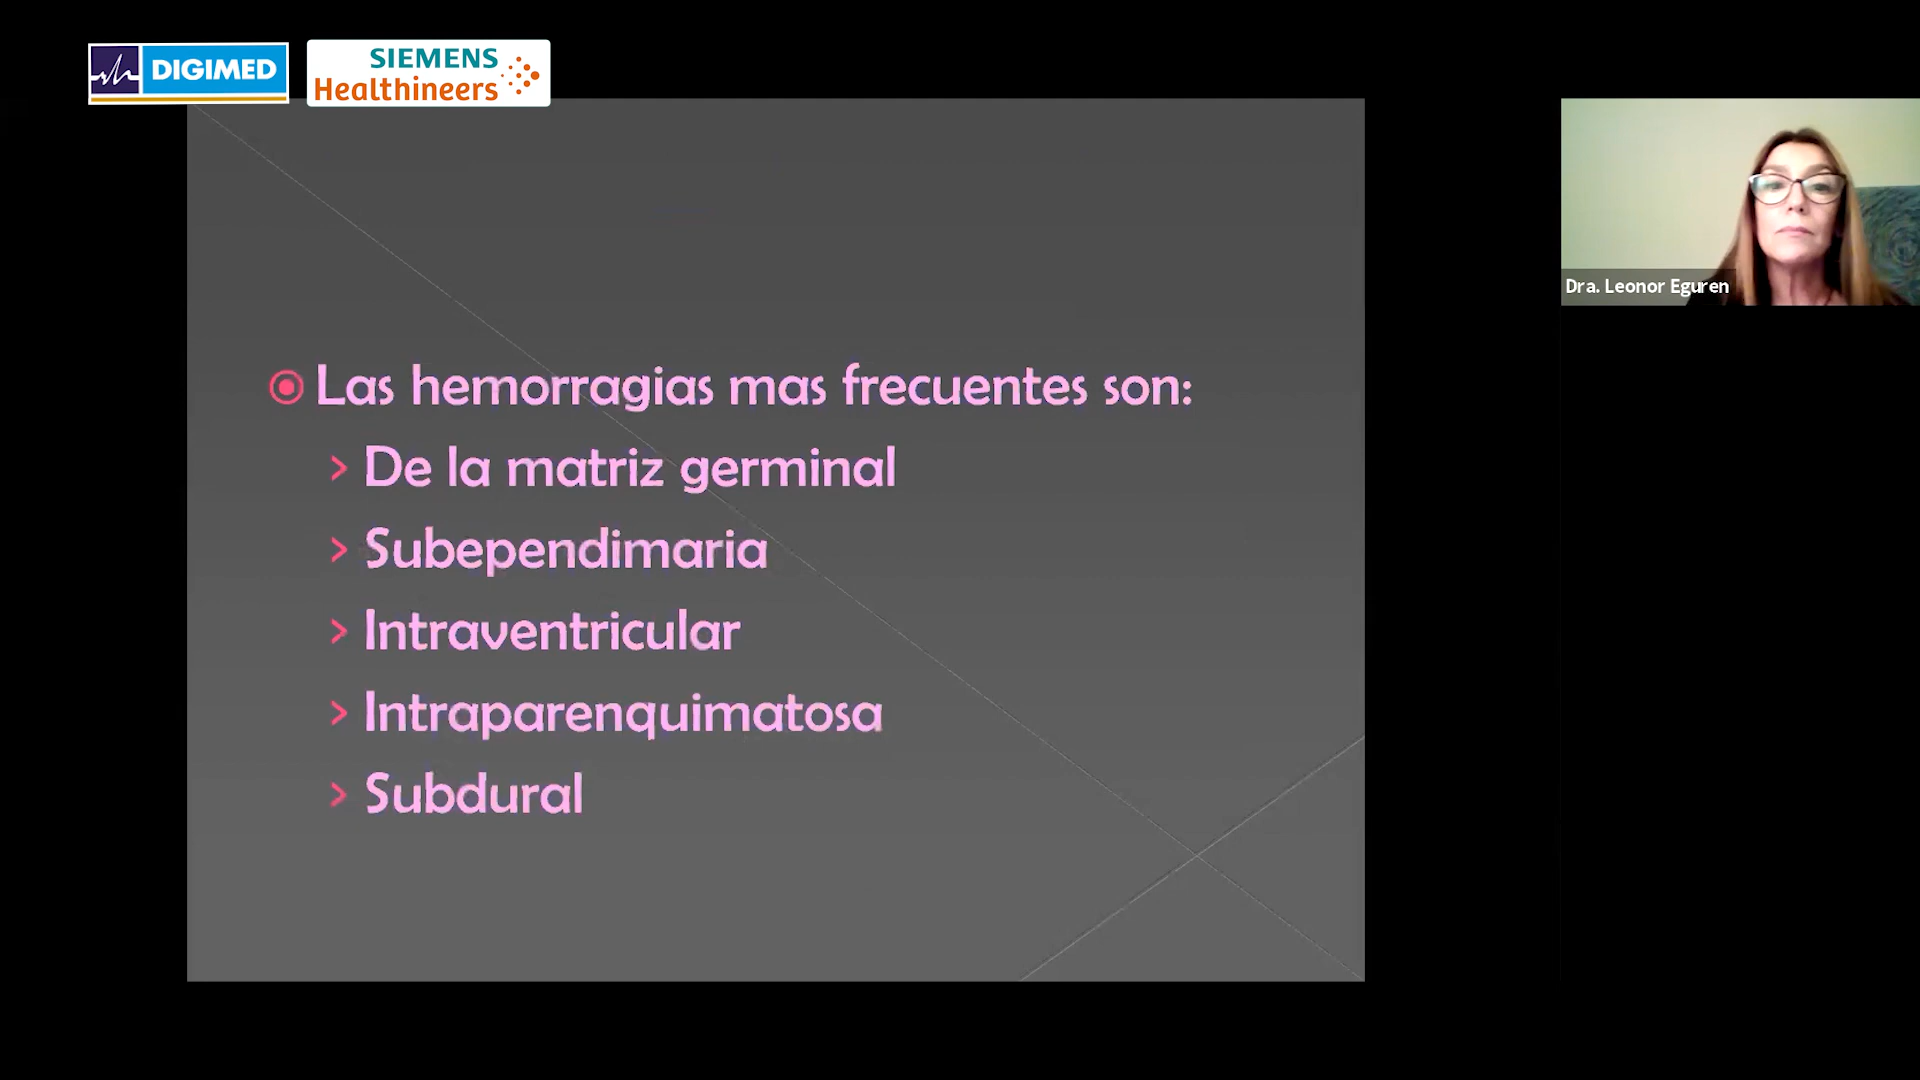 DIGIMED
SIEMENS
Healthineers
Las hemorragias mas frecuentes son:
De la matriz germinal
Subependimaria
Intraventricular
Intraparenquimatosa
Subdural
Dra. Leonor Eguren